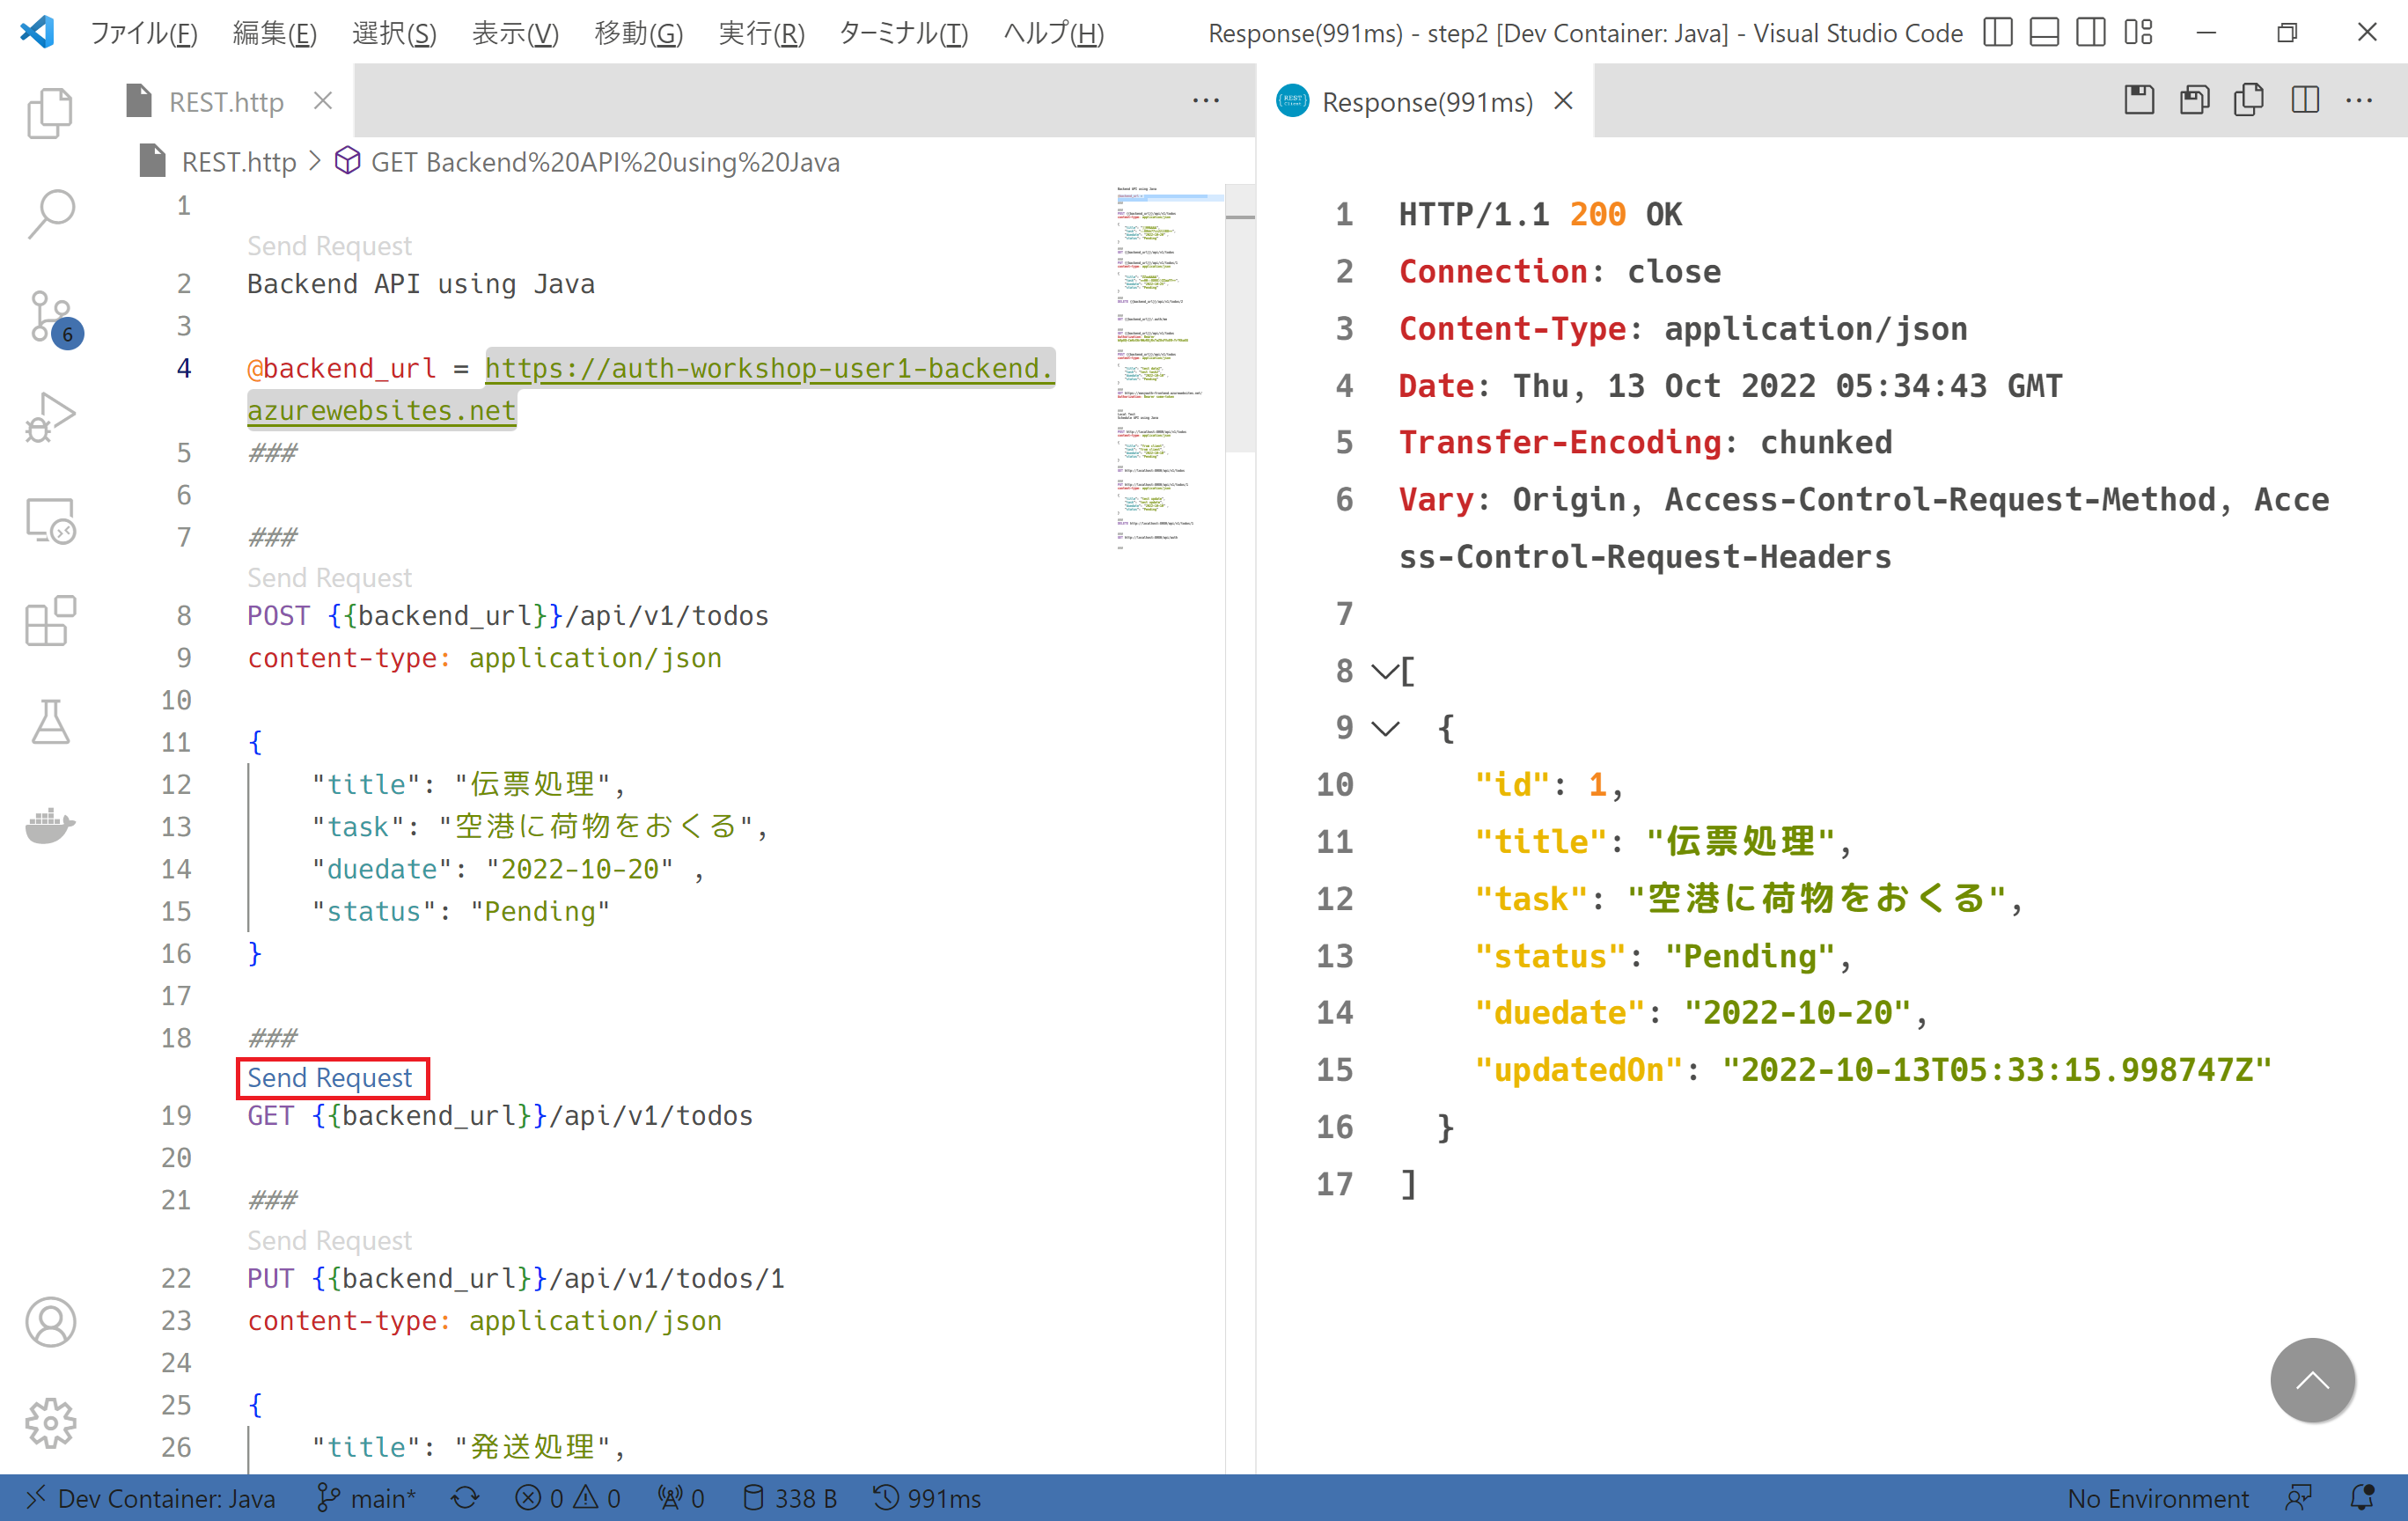 ファイル(F) 編集(E) 選択(S) 表示(V) 移動(G) 実行(R) ターミナル(T) ヘルプ(H) Response(991ms) - step2 [Dev Container: Java] - Visual Studio Code
REST.http
REST.http > GET Backend%20API%20using%20Java
1
Send Request
2 Backend API using Java
3
4 @backend_url = https://auth-workshop-user1-backend.
azurewebsites.net
5 ###
6
7 ###
Send Request
8 POST {{backend_url}}/api/v1/todos
9 content-type: application/json
10
11 {
12 "title": "伝票処理",
13 "task": "空港に荷物をおくる",
14 "duedate": "2022-10-20" ,
15 "status": "Pending"
16 }
17
18 ###
Send Request
19 GET {{backend_url}}/api/v1/todos
20
21 ###
Send Request
22 PUT {{backend_url}}/api/v1/todos/1
23 content-type: application/json
24
25 {
26 "title": "発送処理",
6
Response(991ms)
1 HTTP/1.1 200 OK
2 Connection: close
3 Content-Type: application/json
4 Date: Thu, 13 Oct 2022 05:34:43 GMT
5 Transfer-Encoding: chunked
6 Vary: Origin, Access-Control-Request-Method, Acce
ss-Control-Request-Headers
7
8 [
9 {
10 "id": 1,
11 "title": "伝票処理",
12 "task": "空港に荷物をおくる",
13 "status": "Pending",
14 "duedate": "2022-10-20",
15 "updatedOn": "2022-10-13T05:33:15.998747Z"
16 }
17 ]
Dev Container: Java main* 0 0 0 338 B 991ms No Environment